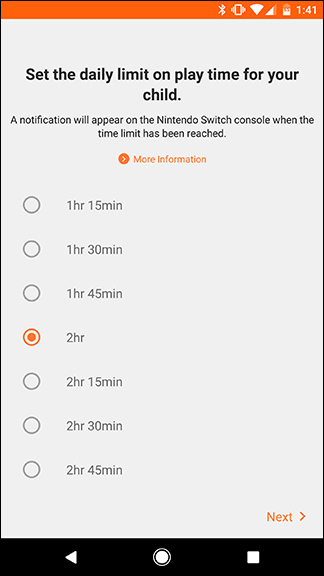 1:41
Set the daily limit on play time for your
child.
A notification will appear on the Nintendo Switch console when the
time limit has been reached.
More Information
1hr 15min
1hr 30min
1hr 45min
2hr
2hr 15min
2hr 30min
2hr 45min
Next